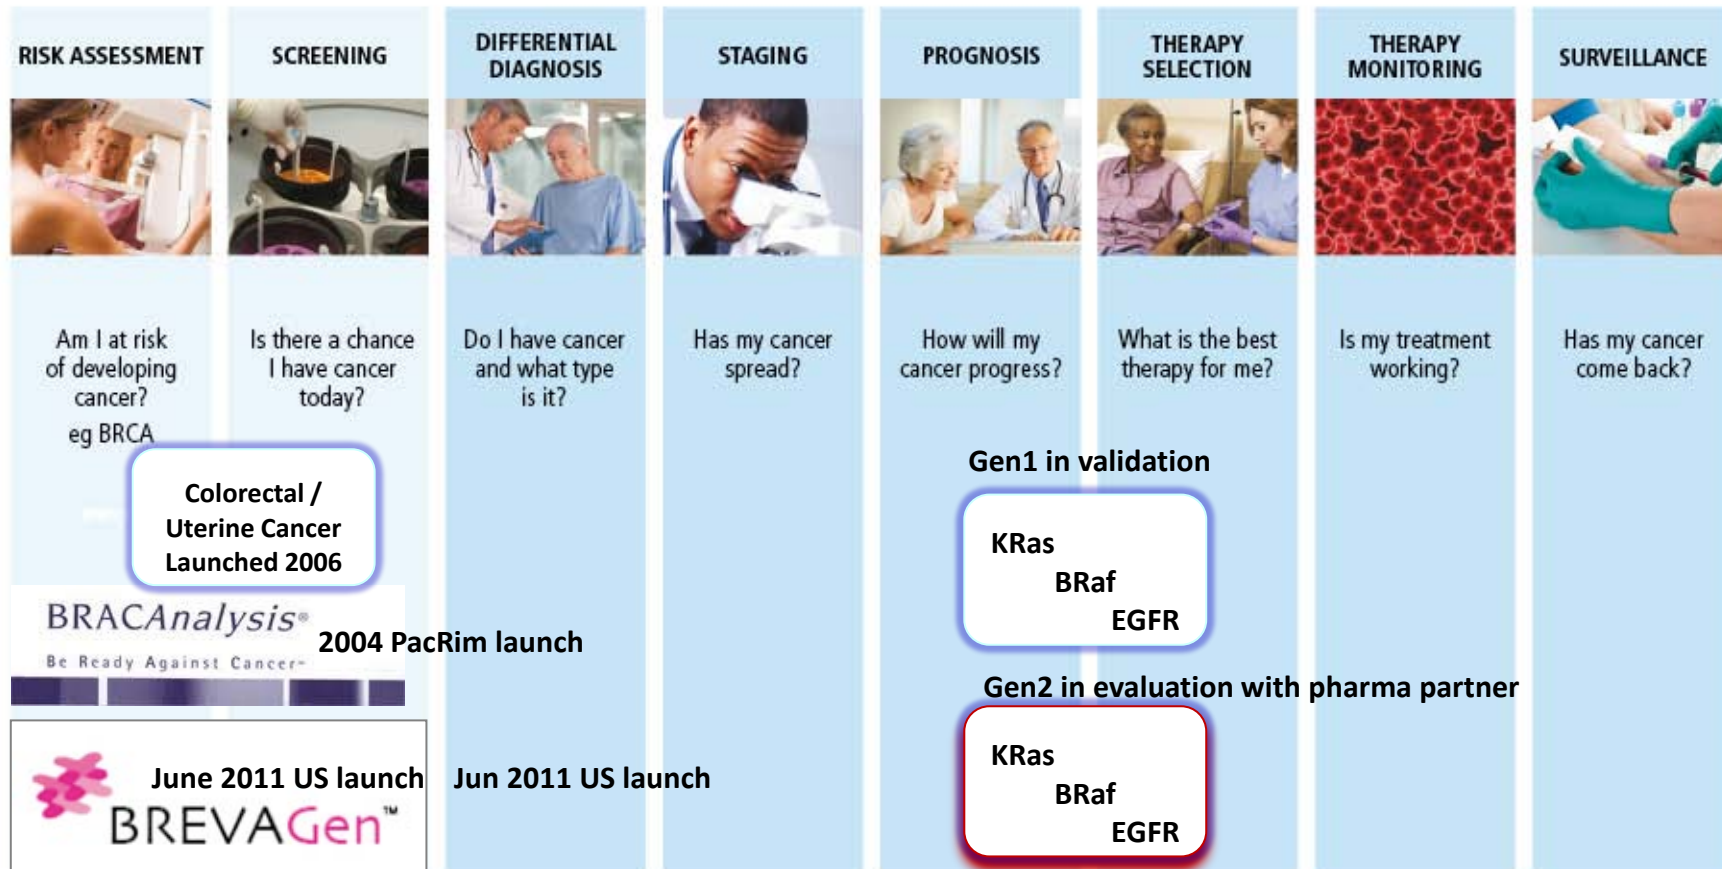 RISK ASSESSMENT
SCREENING
DIFFERENTIAL
DIAGNOSIS
STAGING
PROGNOSIS
THERAPY
SELECTION
THERAPY
MONITORING
SURVEILLANCE
Am I at risk
of developing
cancer?
eg BRCA
Is there a chance
I have cancer
today?
Do I have cancer
and what type
is it?
Has my cancer
spread?
How will my
cancer progress?
What is the best
therapy for me?
Is my treatment
working?
Has my cancer
come back?
Colorectal /
Uterine Cancer
Launched 2006
BRACAnalysis®
Be Ready Against Cancer™
2004 PacRim launch
June 2011 US launch
BREVAGen™
Jun 2011 US launch
Gen1 in validation
KRas
BRaf
EGFR
Gen2 in evaluation with pharma partner
KRas
BRaf
EGFR